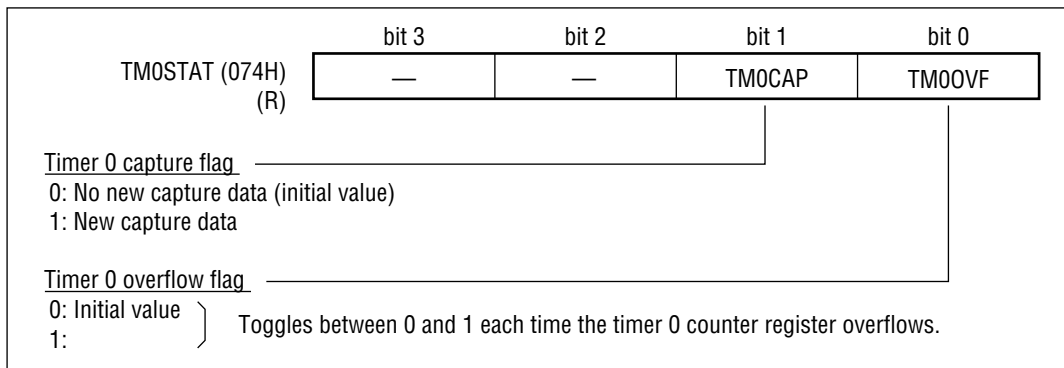 bit 3 bit 2 bit 1 bit 0
TM0STAT (074H) — — TM0CAP TM0OVF
(R)
Timer 0 capture flag
0: No new capture data (initial value)
1: New capture data
Timer 0 overflow flag
0: Initial value
1:
Toggles between 0 and 1 each time the timer 0 counter register overflows.